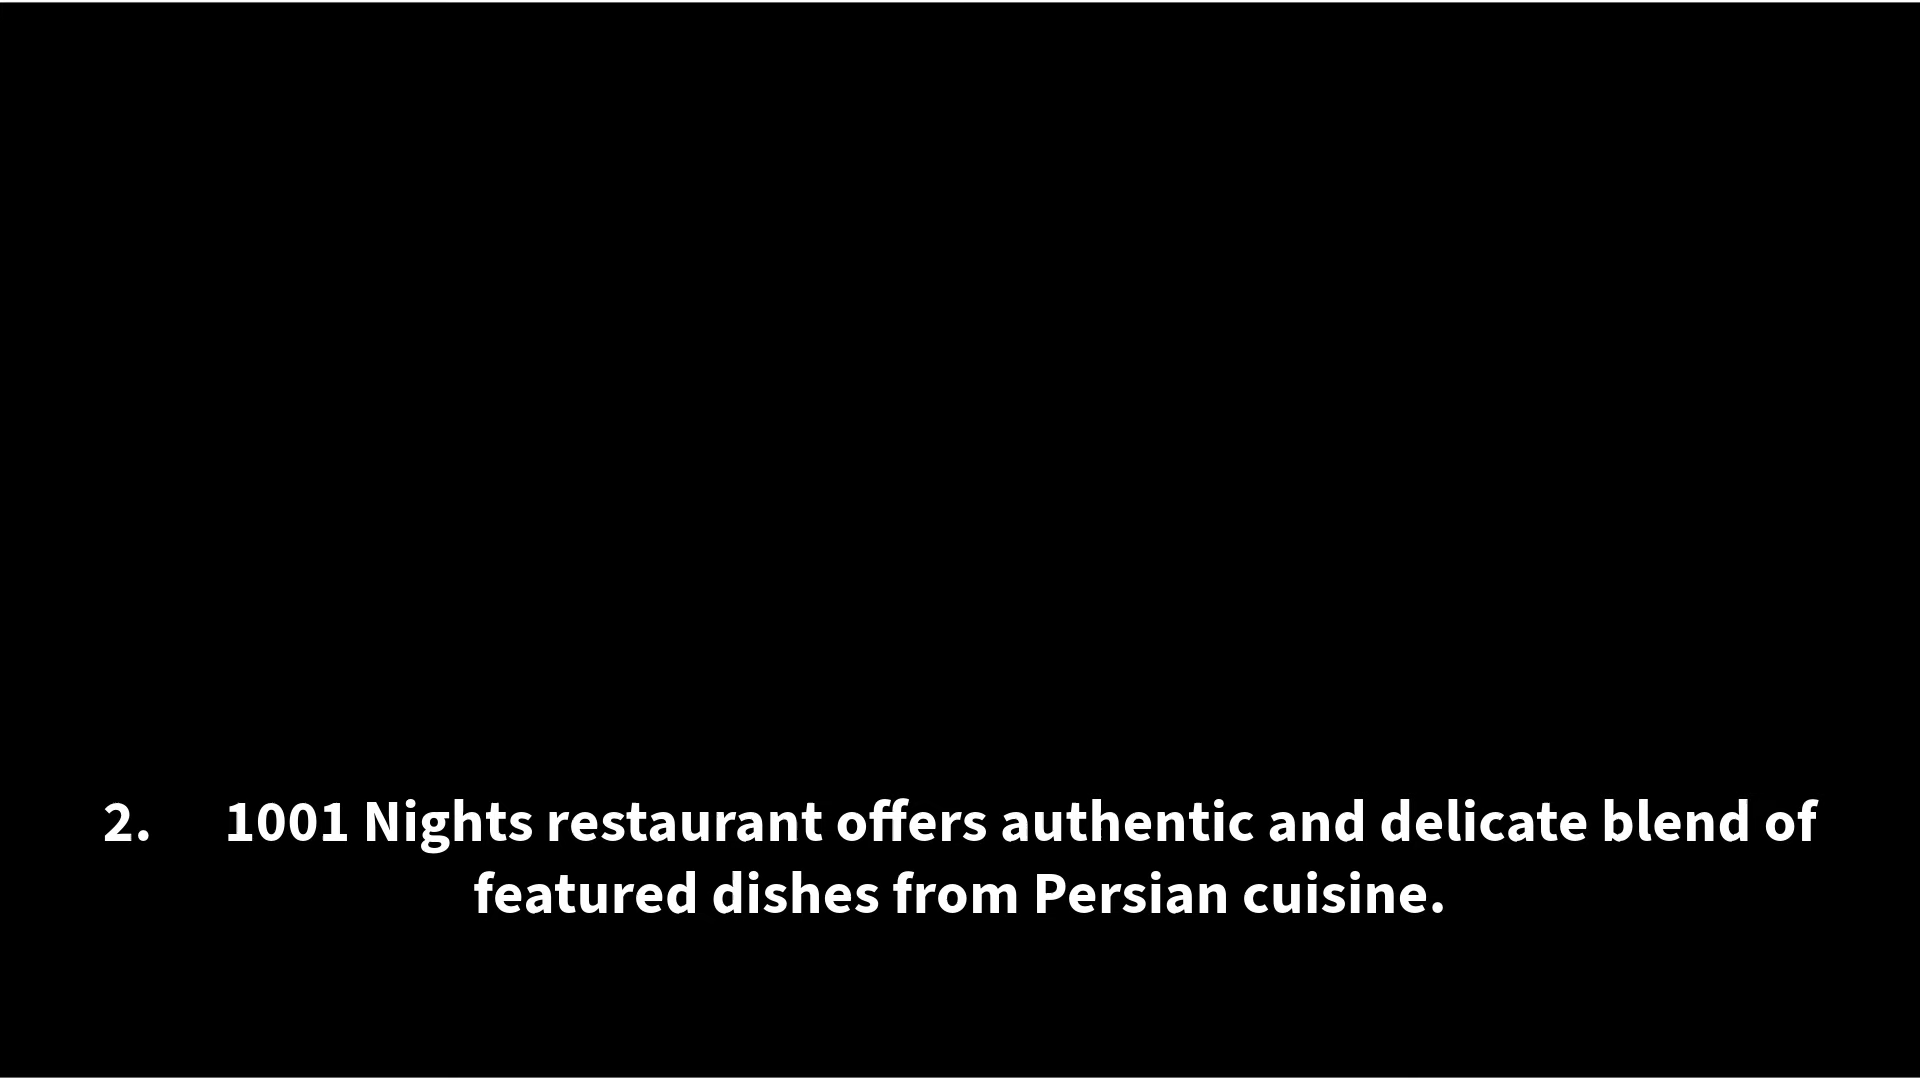 2. 1001 Nights restaurant offers authentic and delicate blend of
featured dishes from Persian cuisine.